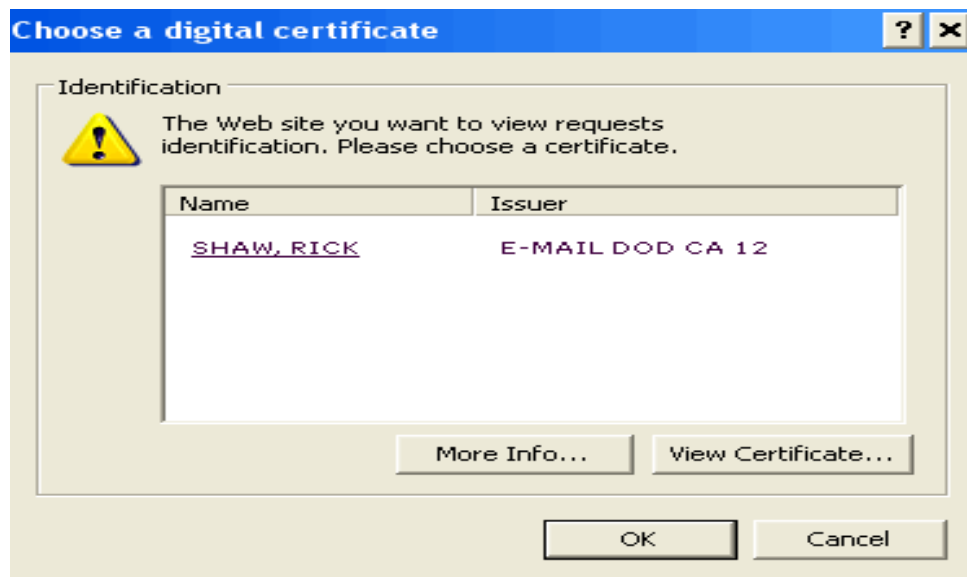 Choose a digital certificate
Identification
The Web site you want to view requests
identification. Please choose a certificate.
Name Issuer
SHAW, RICK E-MAIL DOD CA 12
More Info... View Certificate...
OK Cancel